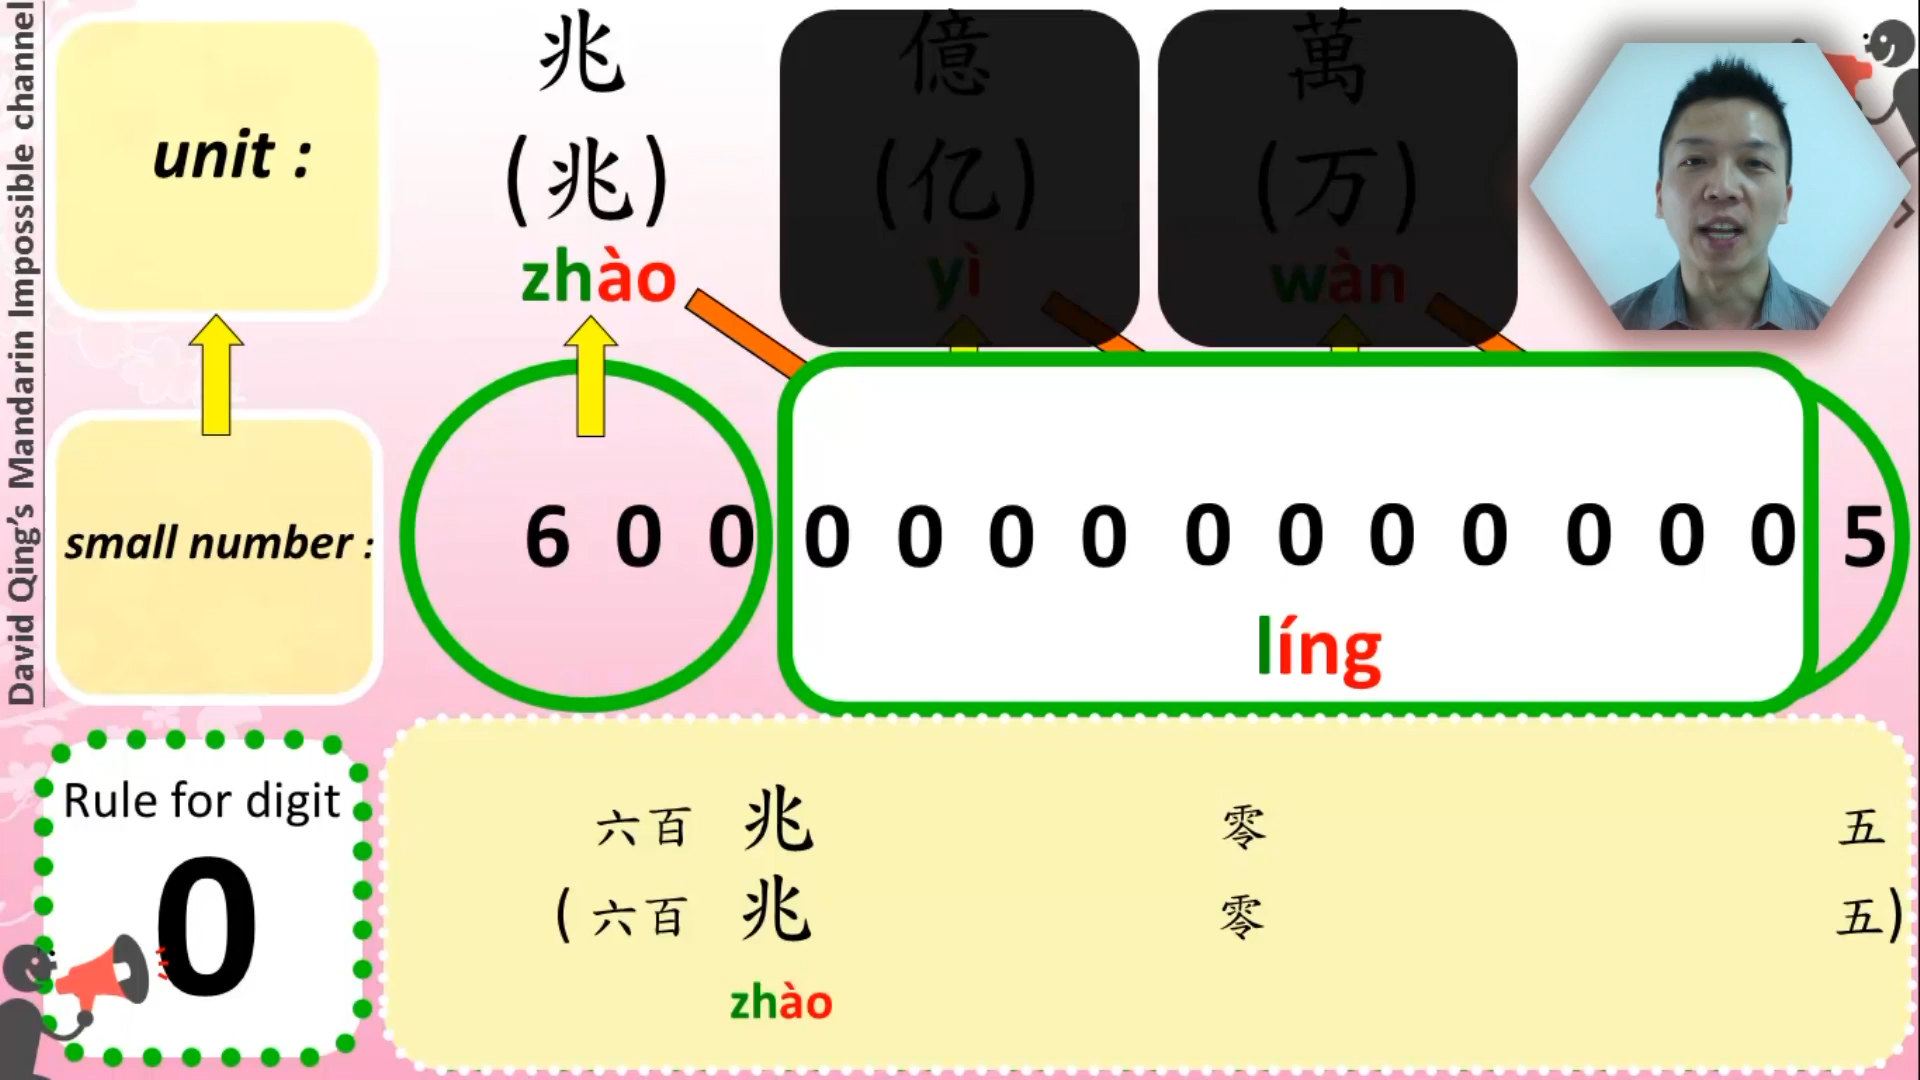 David Qing's Mandarin Impossible channel
unit :
兆
(兆)
zhào
億
(亿)
yì
萬
(万)
wàn
small number :
6 0 0 0 0 0 0 0 0 0 0 0 0 0 5
líng
Rule for digit
0
六百 兆 零 五
( 六百 兆 零 五)
zhào